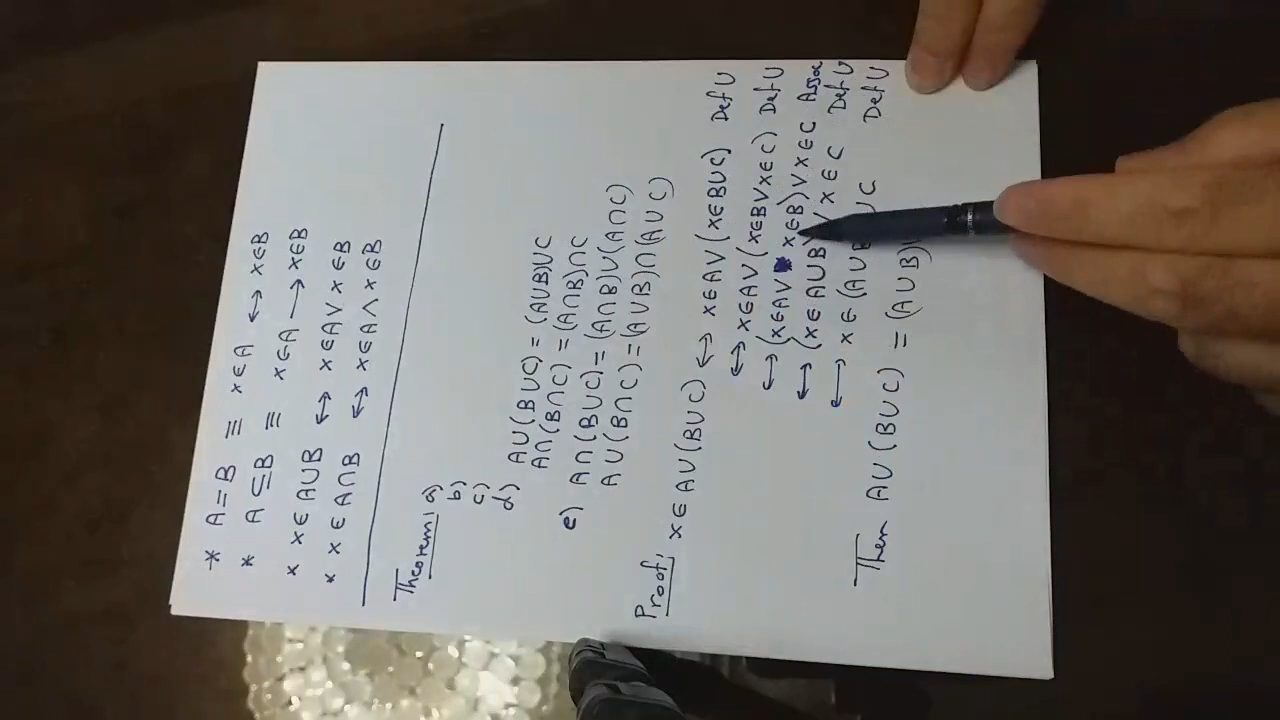 * A=B ≡ x∈A ↔ x∈B
* A⊆B ≡ x∈A → x∈B
* x∈A∪B ↔ x∈A∨x∈B
* x∈A∩B ↔ x∈A∧x∈B
Theorem: a)
b)
c)
d) A∪(B∪C) = (A∪B)∪C
A∩(B∩C) = (A∩B)∩C
e) A∩(B∪C) = (A∩B)∪(A∩C)
A∪(B∩C) = (A∪B)∩(A∪C)
Proof: x∈A∪(B∪C) ↔ x∈A∨(x∈B∪C) Def U
↔ x∈A∨(x∈B∨x∈C) Def U
↔ (x∈A∨x∈B)∨x∈C Assoc
↔ (x∈A∪B) x∈C Def U
↔ x∈(A∪B ∪C Def U
Then A∪(B∪C) = (A∪B)